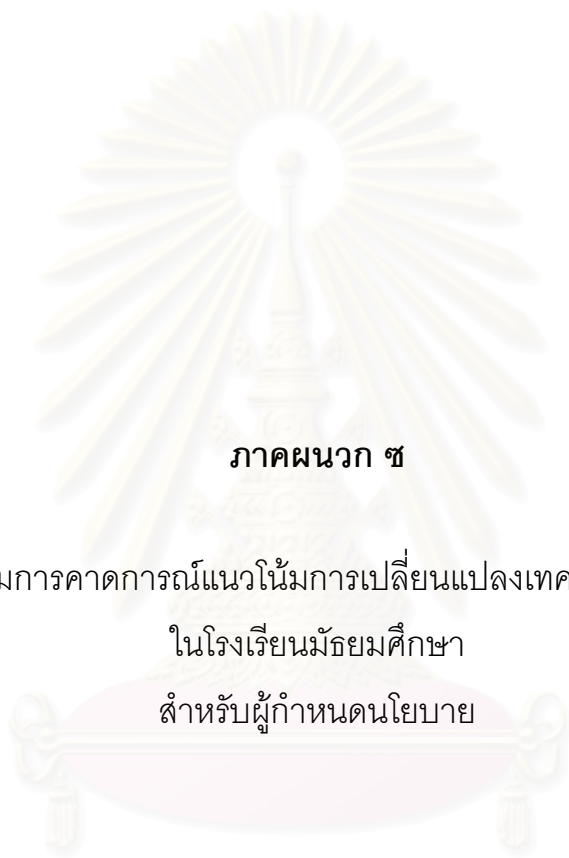 ภาคผนวก ซ
มการคาดการณ์แนวโน้มการเปลี่ยนแปลงเทค
ในโรงเรียนมัธยมศึกษา
สำหรับผู้กำหนดนโยบาย